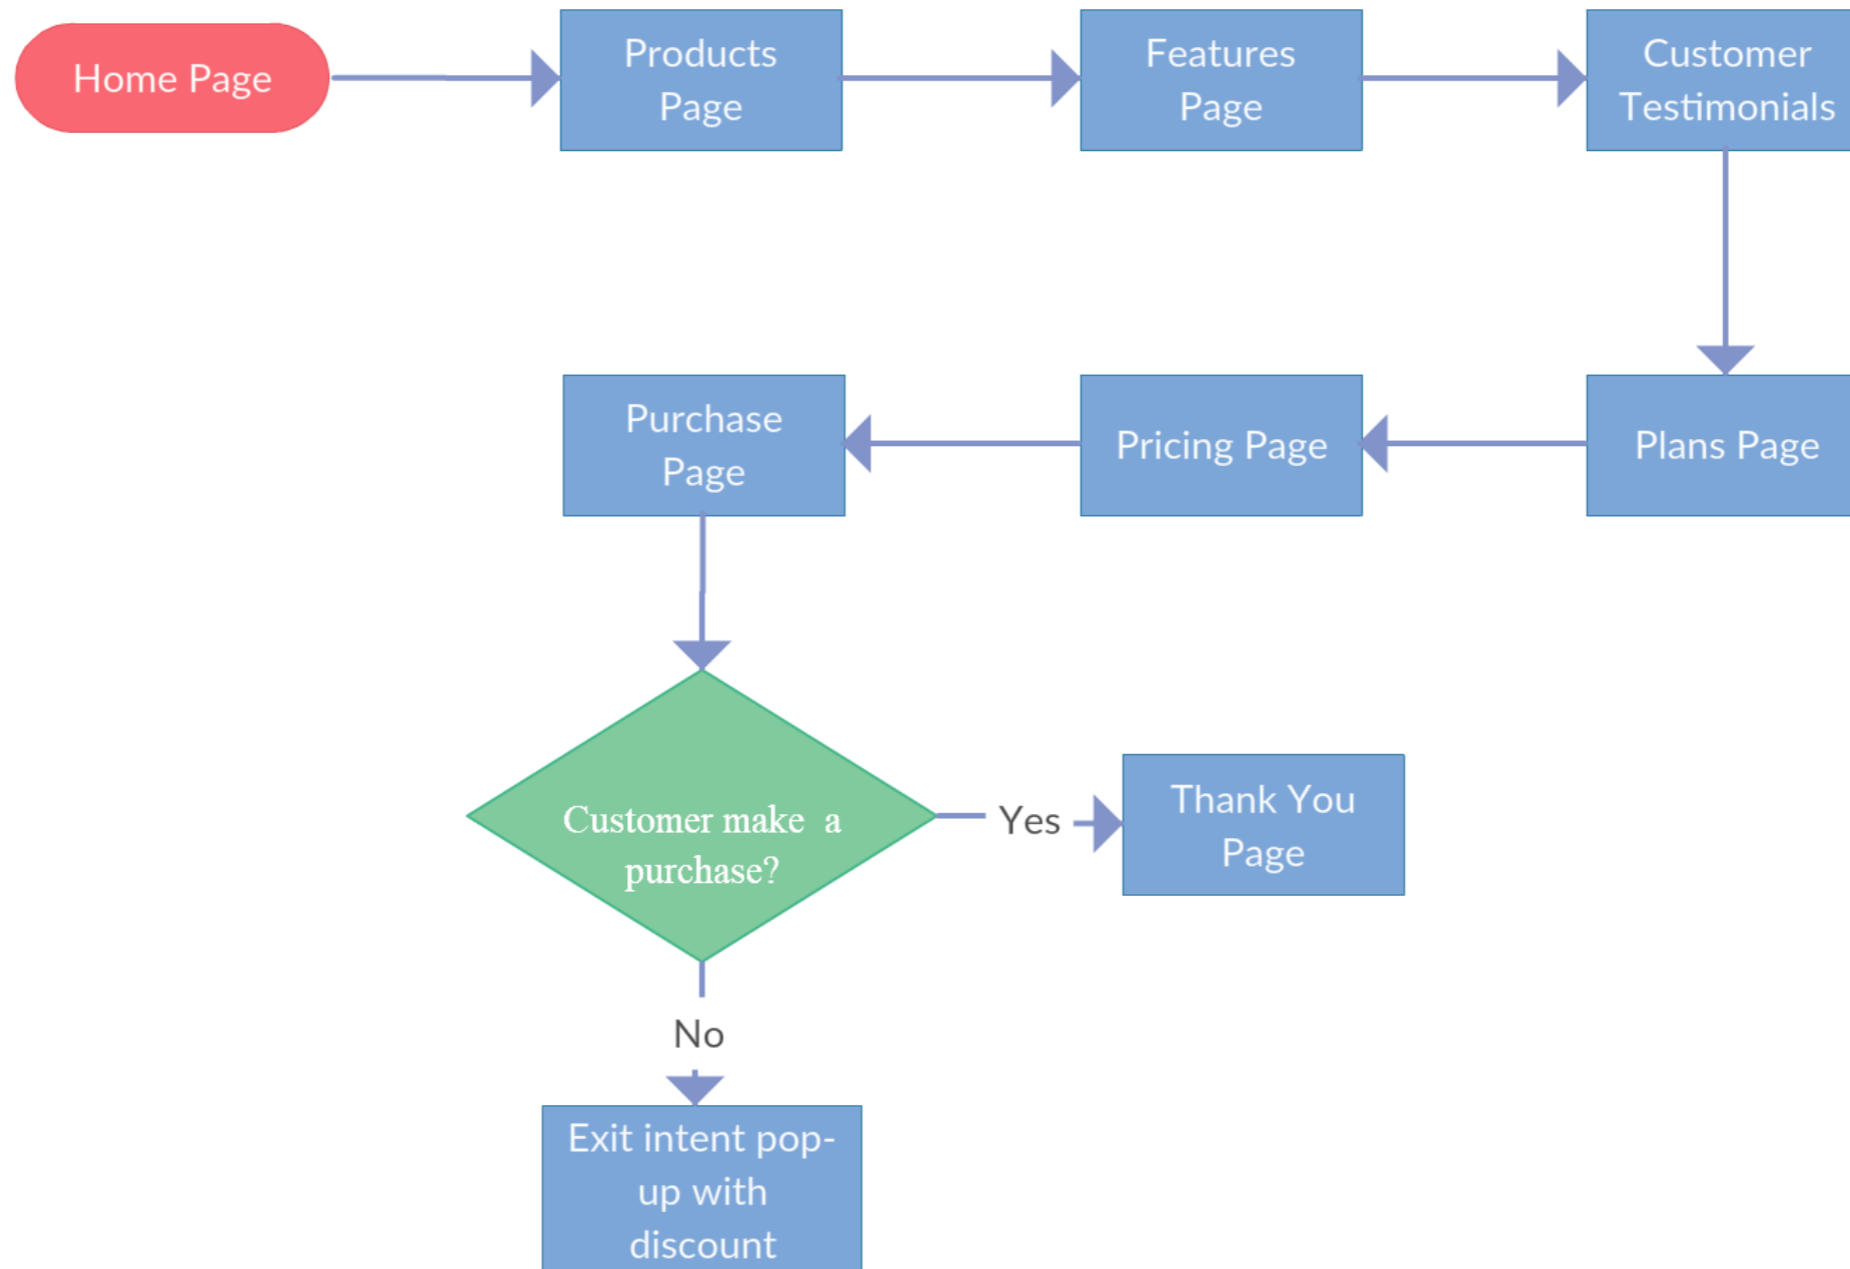 Home Page
Products
Page
Features
Page
Customer
Testimonials
Purchase
Page
Pricing Page
Plans Page
Customer make  a
purchase?
Yes
Thank You
Page
No
Exit intent pop-
up with
discount